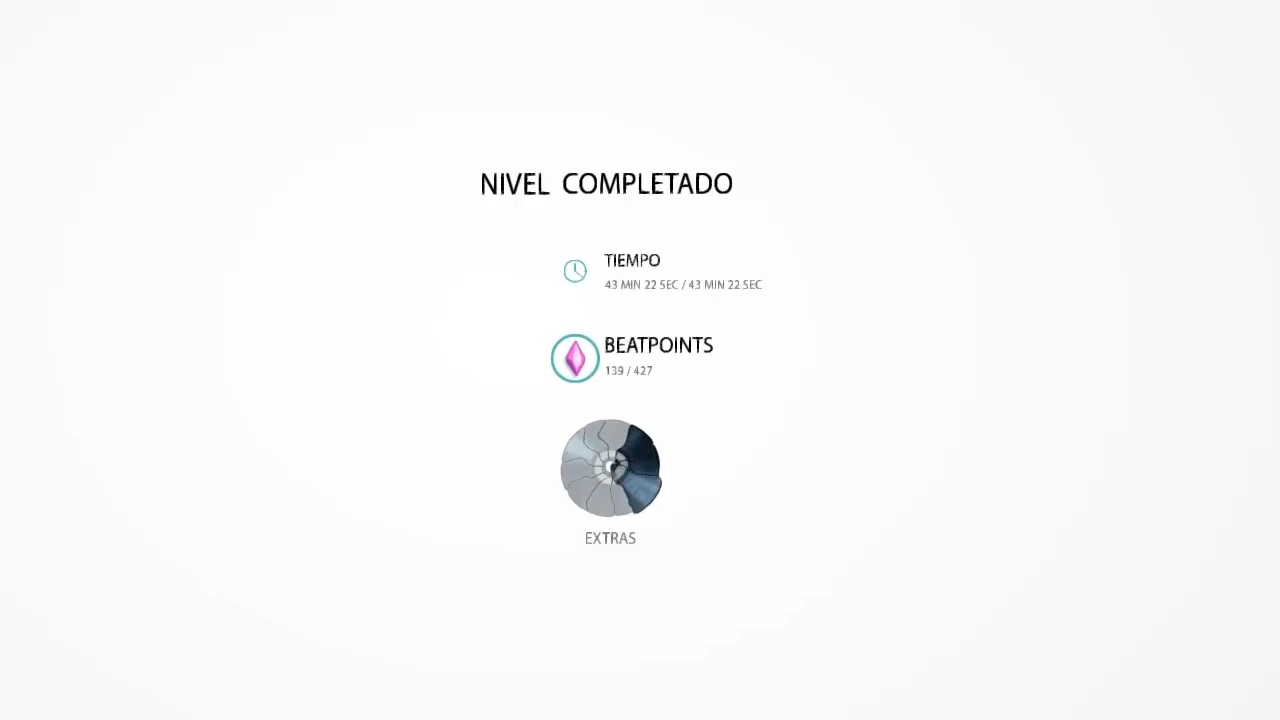 NIVEL COMPLETADO
TIEMPO
43 MIN 22 SEC / 43 MIN 22 SEC
BEATPOINTS
139 / 427
EXTRAS